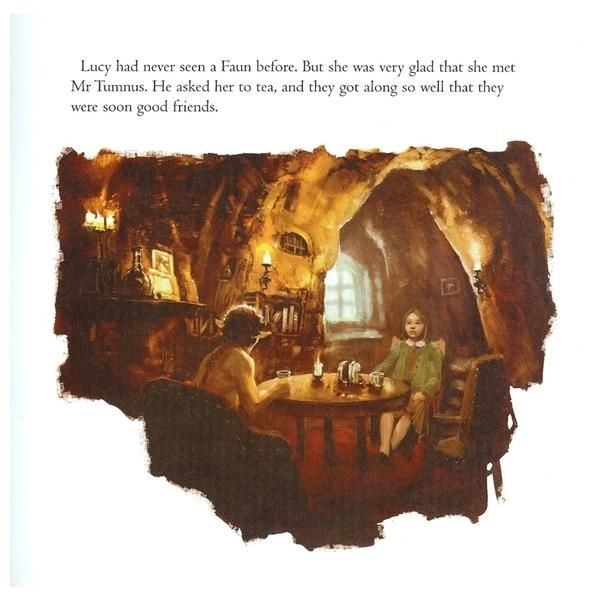 Lucy had never seen a Faun before. But she was very glad that she met
Mr Tumnus. He asked her to tea, and they got along so well that they
were soon good friends.